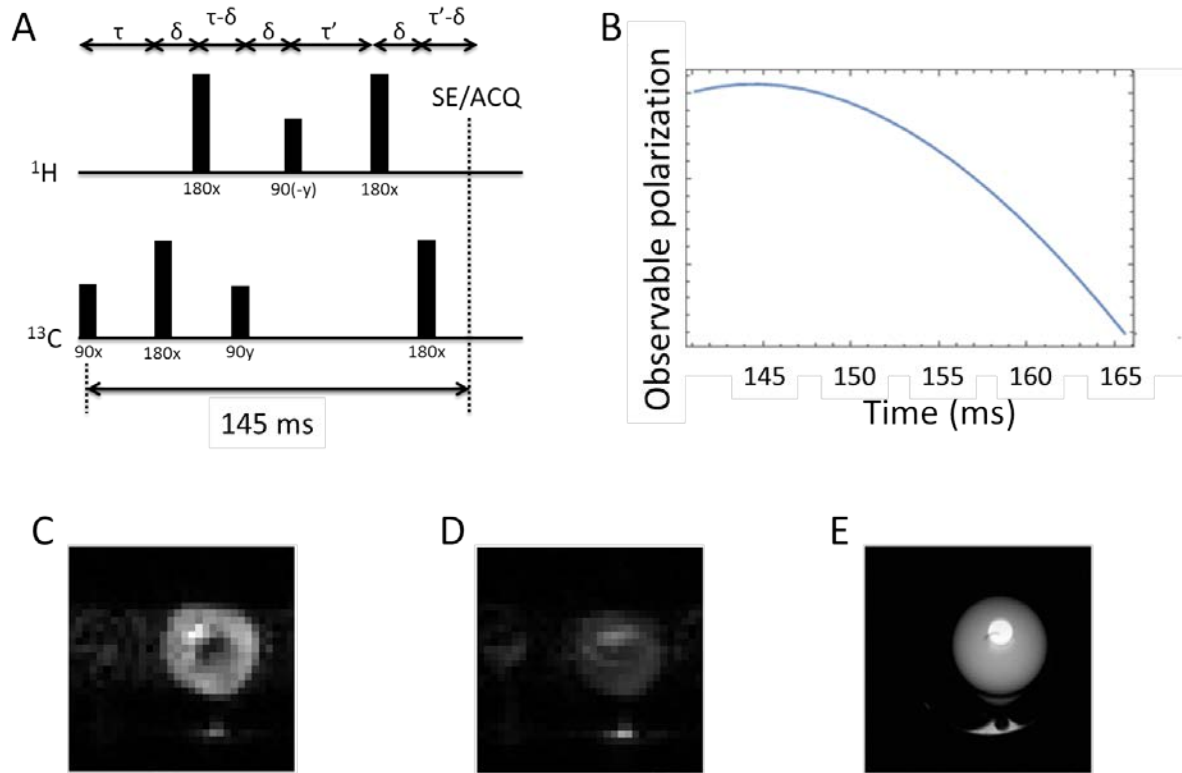 A
τ δ τ-δ δ τ’ δ τ’-δ
SE/ACQ
¹H
180x 90(-y) 180x
¹³C
90x 180x 90y 180x
145 ms
B
Observable polarization
145 150 155 160 165
Time (ms)
C D E